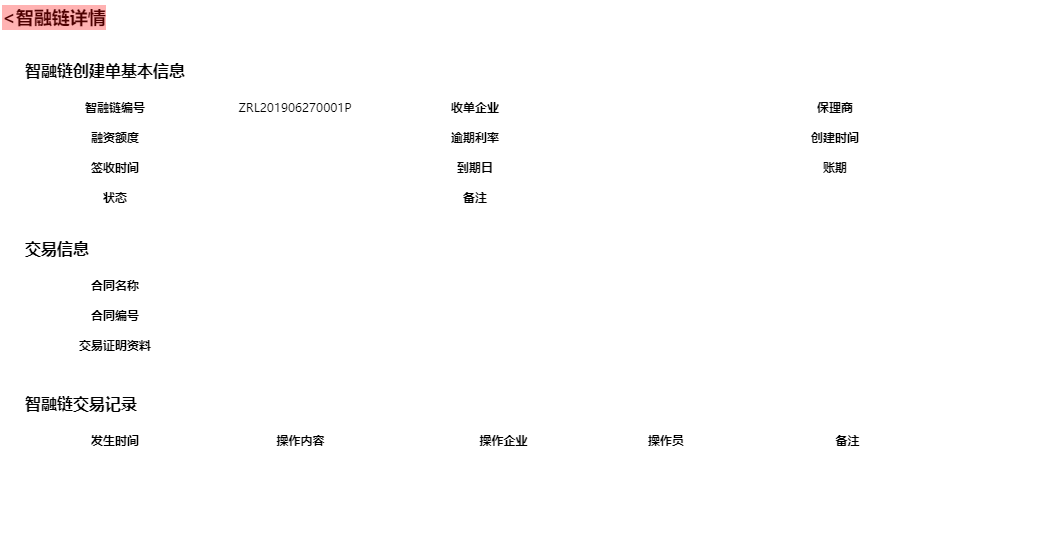 <智融链详情
智融链创建单基本信息
智融链编号 ZRL201906270001P 收单企业 保理商
融资额度 逾期利率 创建时间
签收时间 到期日 账期
状态 备注
交易信息
合同名称
合同编号
交易证明资料
智融链交易记录
发生时间 操作内容 操作企业 操作员 备注